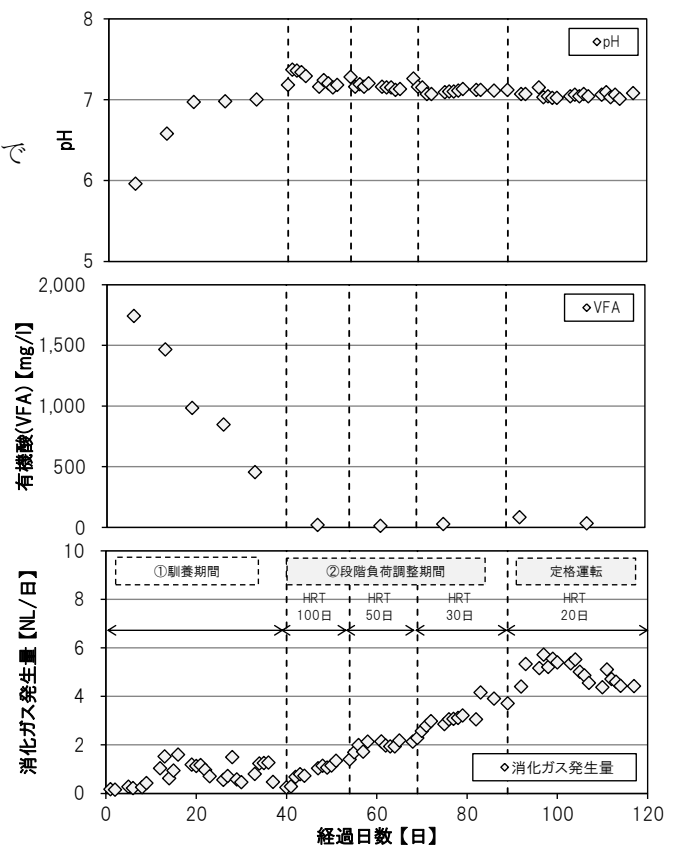 8
7
6
5
pH
pH
で
2,000
1,500
1,000
500
0
有機酸(VFA)【mg/l】
VFA
10
8
6
4
2
0
消化ガス発生量【NL/日】
①馴養期間
②段階負荷調整期間
定格運転
HRT
100日
HRT
50日
HRT
30日
HRT
20日
消化ガス発生量
0 20 40 60 80 100 120
経過日数【日】